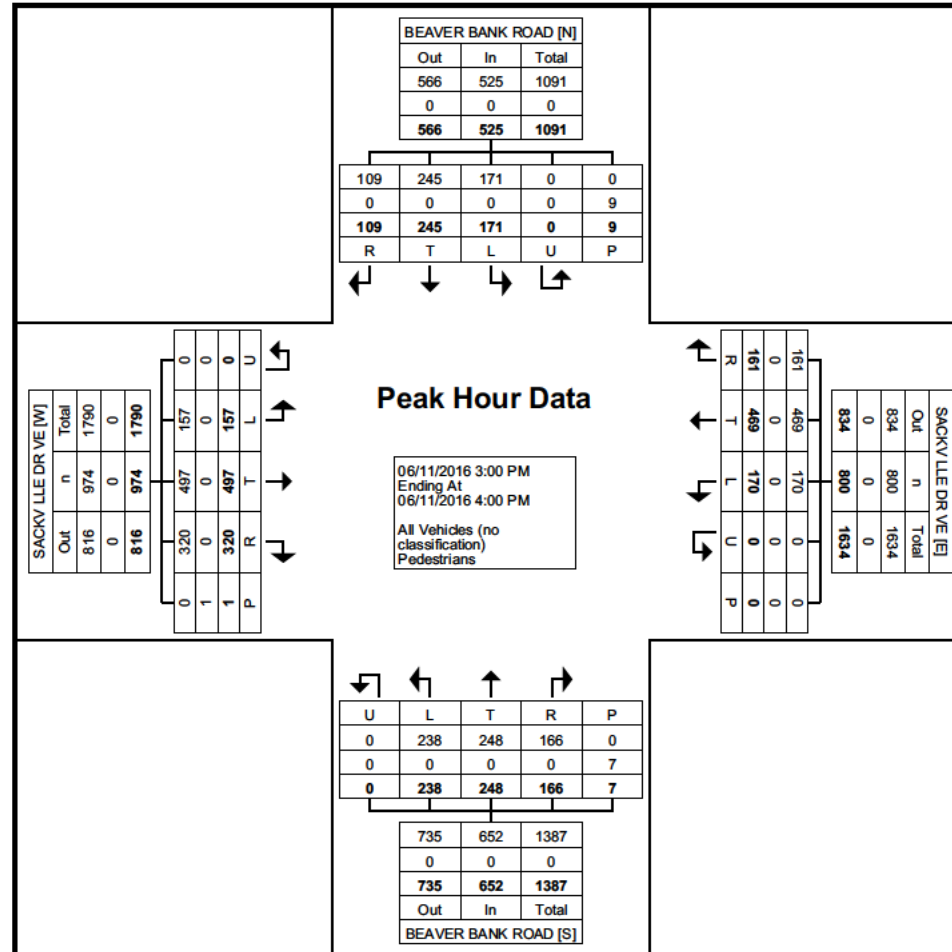 BEAVER BANK ROAD [N]
Out In Total
566 525 1091
0 0 0
566 525 1091
109 245 171 0 0
0 0 0 0 9
109 245 171 0 9
R T L U P
SACKV LLE DR VE [W]
Total n Out
1790 974 816
0 0 0
1790 974 816
0 157 497 320 0
0 0 0 0 1
0 157 497 320 1
U L T R P
Peak Hour Data
06/11/2016 3:00 PM
Ending At
06/11/2016 4:00 PM
All Vehicles (no
classification)
Pedestrians
R T L U P
161 469 170 0 0
0 0 0 0 0
161 469 170 0 0
834 800 1634
0 0 0
834 800 1634
Out n Total
SACKV LLE DR VE [E]
U L T R P
0 238 248 166 0
0 0 0 0 7
0 238 248 166 7
735 652 1387
0 0 0
735 652 1387
Out In Total
BEAVER BANK ROAD [S]